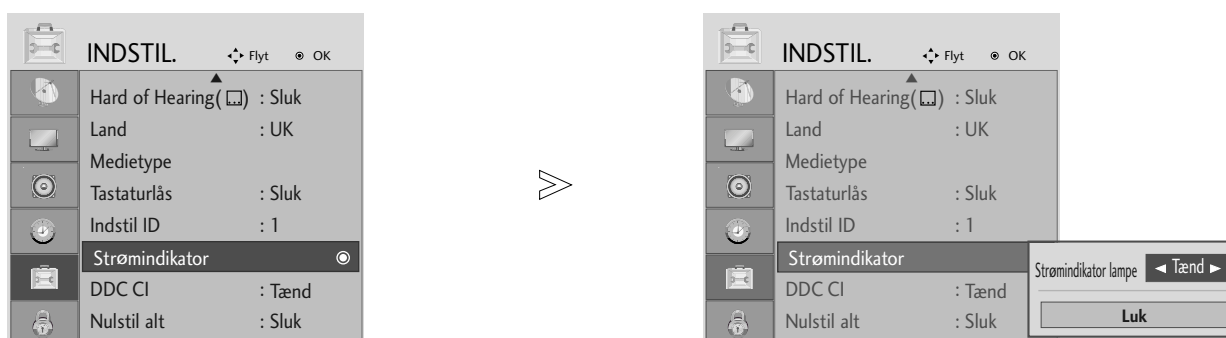 INDSTIL. Flyt OK
Hard of Hearing( ) : Sluk
Land : UK
Medietype
Tastaturlås : Sluk
Indstil ID : 1
Strømindikator
DDC CI : Tænd
Nulstil alt : Sluk
INDSTIL. Flyt OK
Hard of Hearing( ) : Sluk
Land : UK
Medietype
Tastaturlås : Sluk
Indstil ID : 1
Strømindikator
DDC CI : Tænd
Nulstil alt : Sluk
Strømindikator lampe ◄ Tænd ►
Luk